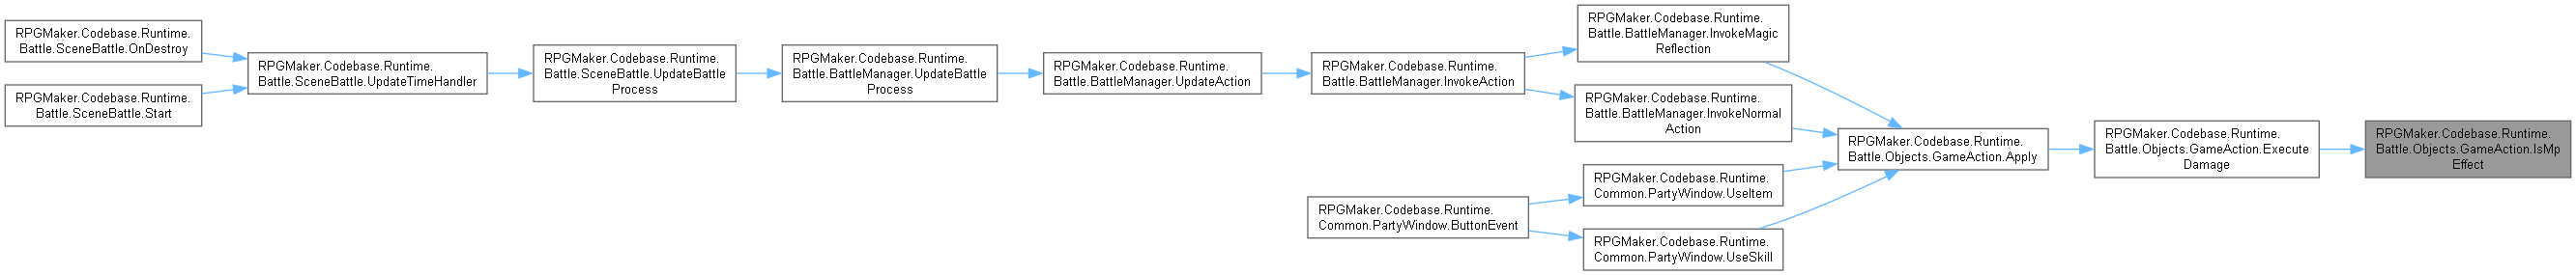 RPGMaker.Codebase.Runtime.
Battle.SceneBattle.OnDestroy
RPGMaker.Codebase.Runtime.
Battle.SceneBattle.Start
RPGMaker.Codebase.Runtime.
Battle.SceneBattle.UpdateTimeHandler
RPGMaker.Codebase.Runtime.
Battle.SceneBattle.UpdateBattle
Process
RPGMaker.Codebase.Runtime.
Battle.BattleManager.UpdateBattle
Process
RPGMaker.Codebase.Runtime.
Battle.BattleManager.UpdateAction
RPGMaker.Codebase.Runtime.
Battle.BattleManager.InvokeAction
RPGMaker.Codebase.Runtime.
Common.PartyWindow.ButtonEvent
RPGMaker.Codebase.Runtime.
Battle.BattleManager.InvokeMagic
Reflection
RPGMaker.Codebase.Runtime.
Battle.BattleManager.InvokeNormal
Action
RPGMaker.Codebase.Runtime.
Common.PartyWindow.UseItem
RPGMaker.Codebase.Runtime.
Common.PartyWindow.UseSkill
RPGMaker.Codebase.Runtime.
Battle.Objects.GameAction.Apply
RPGMaker.Codebase.Runtime.
Battle.Objects.GameAction.Execute
Damage
RPGMaker.Codebase.Runtime.
Battle.Objects.GameAction.IsMp
Effect